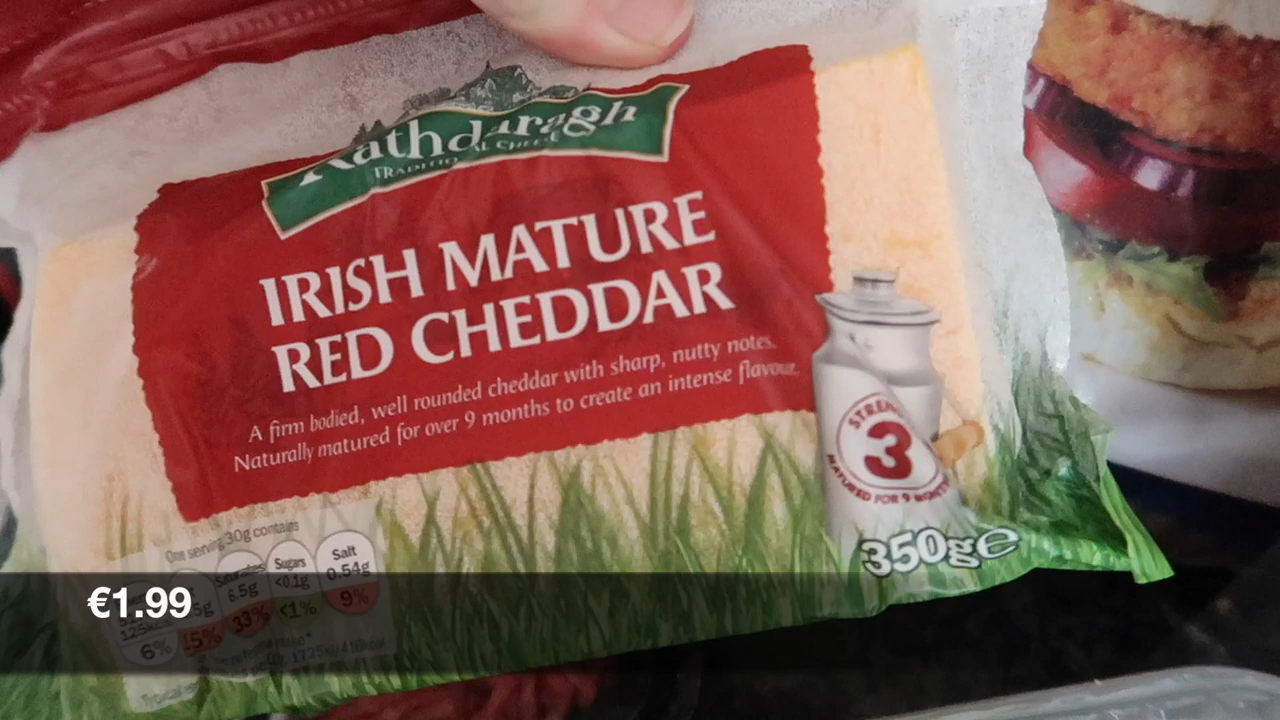 Rathdaragh
TRADITIONAL CHEESE
IRISH MATURE
RED CHEDDAR
A firm bodied, well rounded cheddar with sharp, nutty notes.
Naturally matured for over 9 months to create an intense flavour.
STRENGTH
3
MATURED FOR 9 MONTHS
350g e
One serving 30g contains
Saturates Sugars Salt
6.5g <0.1g 0.54g
125kcal
6% 15% 33% <1% 9%
€1.99